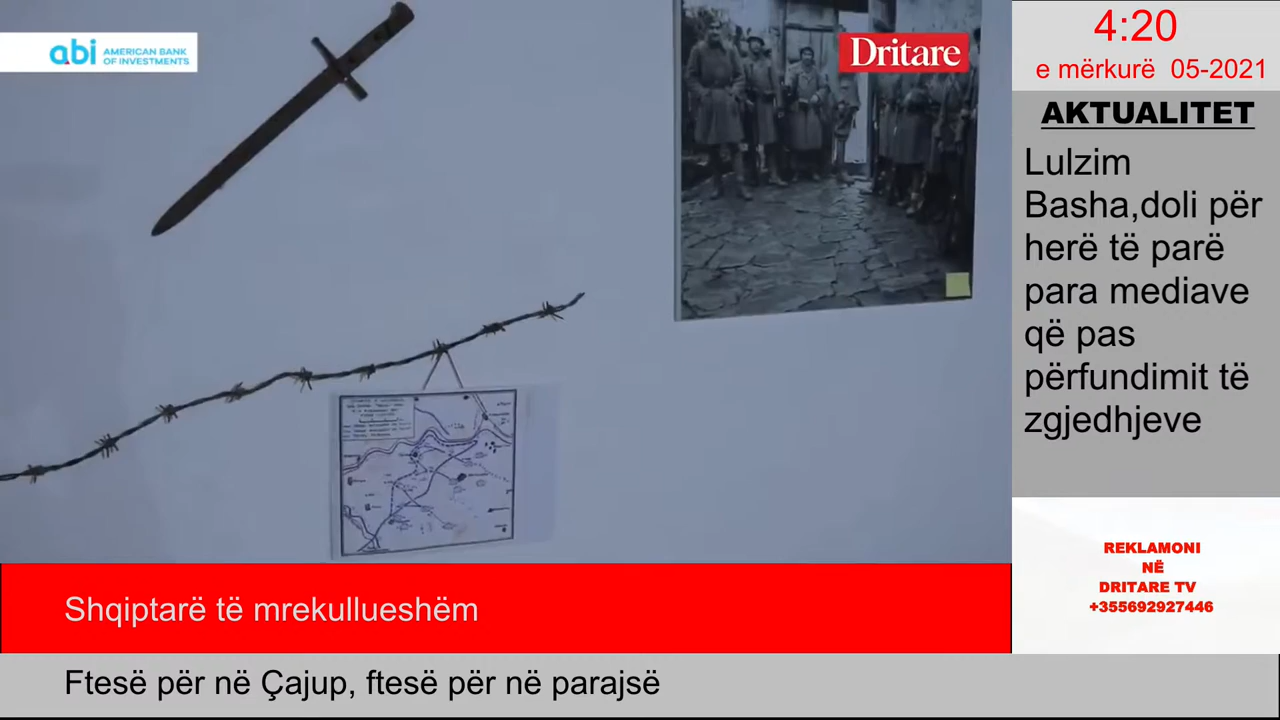 abi AMERICAN BANK
OF INVESTMENTS
Dritare
4:20
e mërkurë 05-2021
AKTUALITET
Lulzim
Basha,doli për
herë të parë
para mediave
që pas
përfundimit të
zgjedhjeve
REKLAMONI
NË
DRITARE TV
+355692927446
Shqiptarë të mrekullueshëm
Ftesë për në Çajup, ftesë për në parajsë